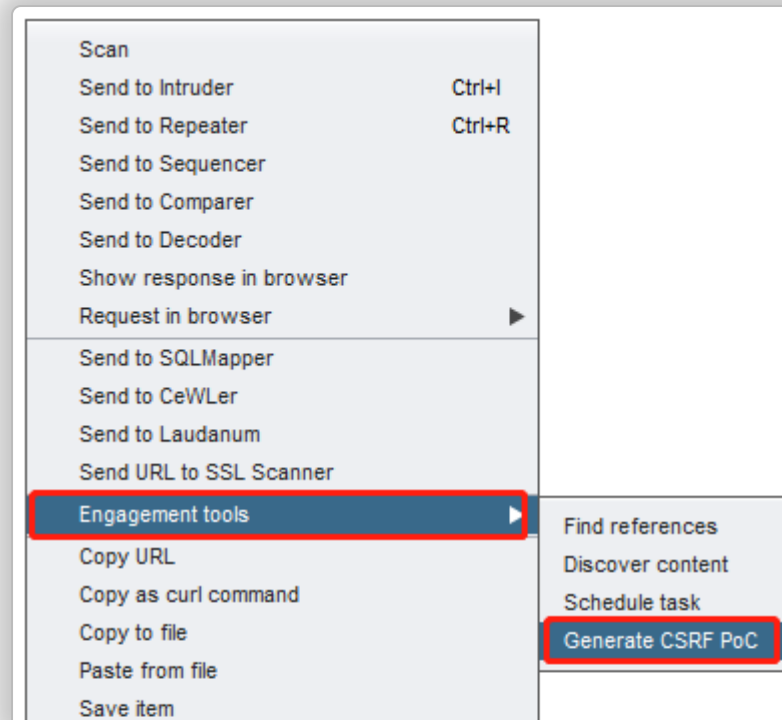 Scan
Send to Intruder Ctrl+I
Send to Repeater Ctrl+R
Send to Sequencer
Send to Comparer
Send to Decoder
Show response in browser
Request in browser
Send to SQLMapper
Send to CeWLer
Send to Laudanum
Send URL to SSL Scanner
Engagement tools
Copy URL
Copy as curl command
Copy to file
Paste from file
Save item
Find references
Discover content
Schedule task
Generate CSRF PoC